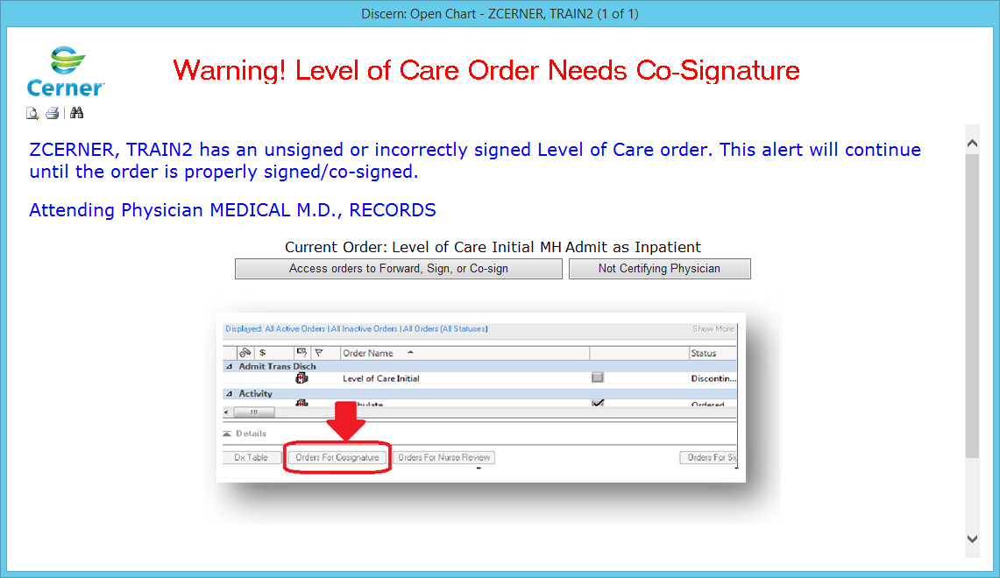 Discern: Open Chart - ZCERNER, TRAIN2 (1 of 1)
Cerner
Warning! Level of Care Order Needs Co-Signature
ZCERNER, TRAIN2 has an unsigned or incorrectly signed Level of Care order. This alert will continue
until the order is properly signed/co-signed.
Attending Physician MEDICAL M.D., RECORDS
Current Order: Level of Care Initial MH Admit as Inpatient
Access orders to Forward, Sign, or Co-sign
Not Certifying Physician
Displayed: All Active Orders | All Inactive Orders | All Orders (All Statuses)
Show More
$
Order Name
Status
Admit Trans Disch
Level of Care Initial
Discontin...
Activity
Ordered
Details
Dx Table
Orders For Cosignature
Orders For Nurse Review
Orders For